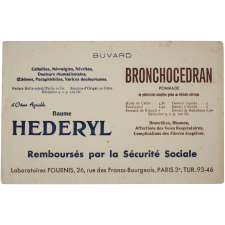 BUVARD
Cellulites, Névralgies, Névrites,
Douleurs rhumatismales,
Œdèmes, Paraphlébites, Varices douloureuses.
d'Odeur Agréable
Baume
HEDERYL
BRONCHOCEDRAN
POMMADE
Bronchites, Rhumes,
Affections des Voies Respiratoires,
Complications des Fièvres éruptives.
Remboursés par la Sécurité Sociale
Laboratoires FOURNIS, 26, rue des Francs-Bourgeois, PARIS 3e, TUR. 93-46